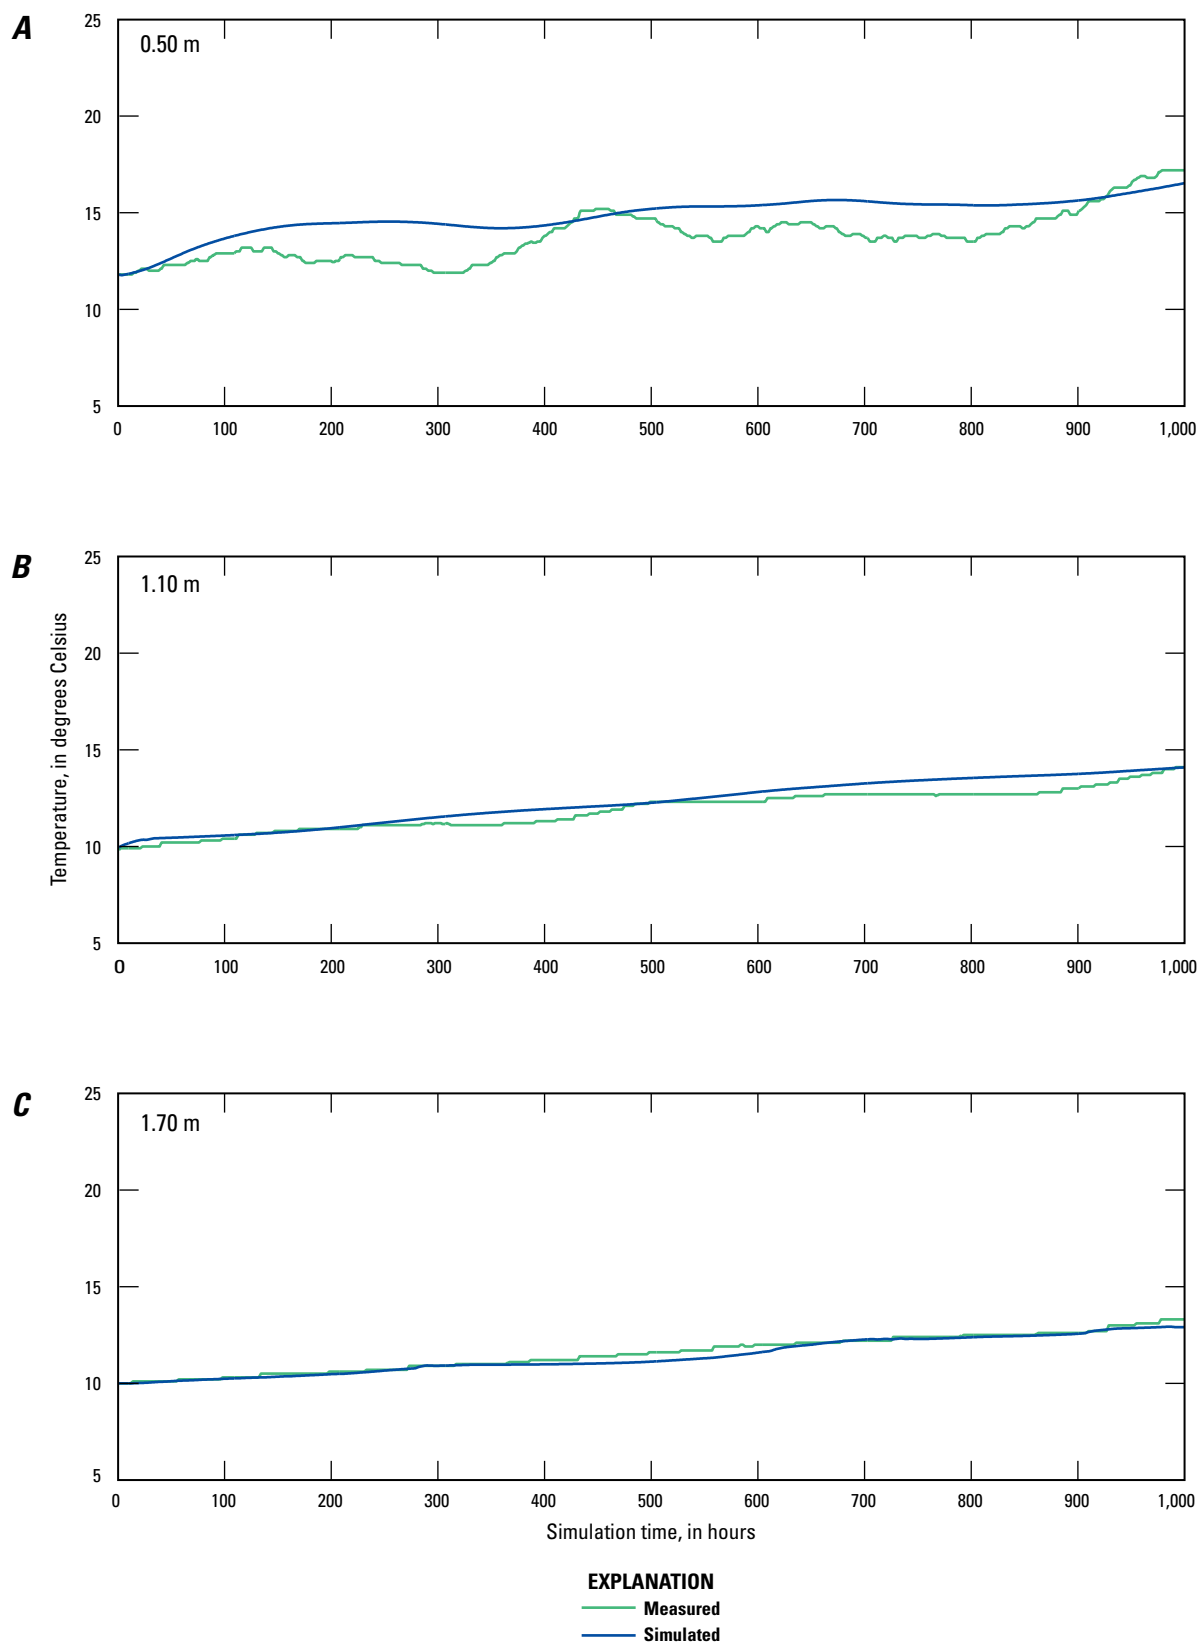 A
0.50 m
25
20
15
10
5
0 100 200 300 400 500 600 700 800 900 1,000
B
1.10 m
Temperature, in degrees Celsius
25
20
15
10
5
0 100 200 300 400 500 600 700 800 900 1,000
C
1.70 m
25
20
15
10
5
0 100 200 300 400 500 600 700 800 900 1,000
Simulation time, in hours
EXPLANATION
Measured
Simulated